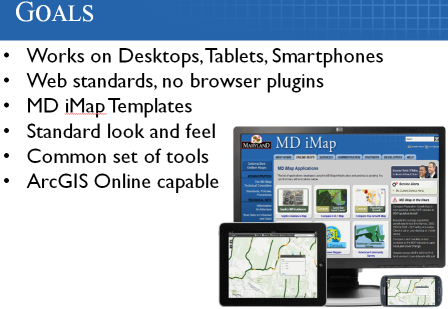 GOALS
• Works on Desktops, Tablets, Smartphones
• Web standards, no browser plugins
• MD iMap Templates
• Standard look and feel
• Common set of tools
• ArcGIS Online capable
MARYLAND
MD iMap
MD iMap Applications